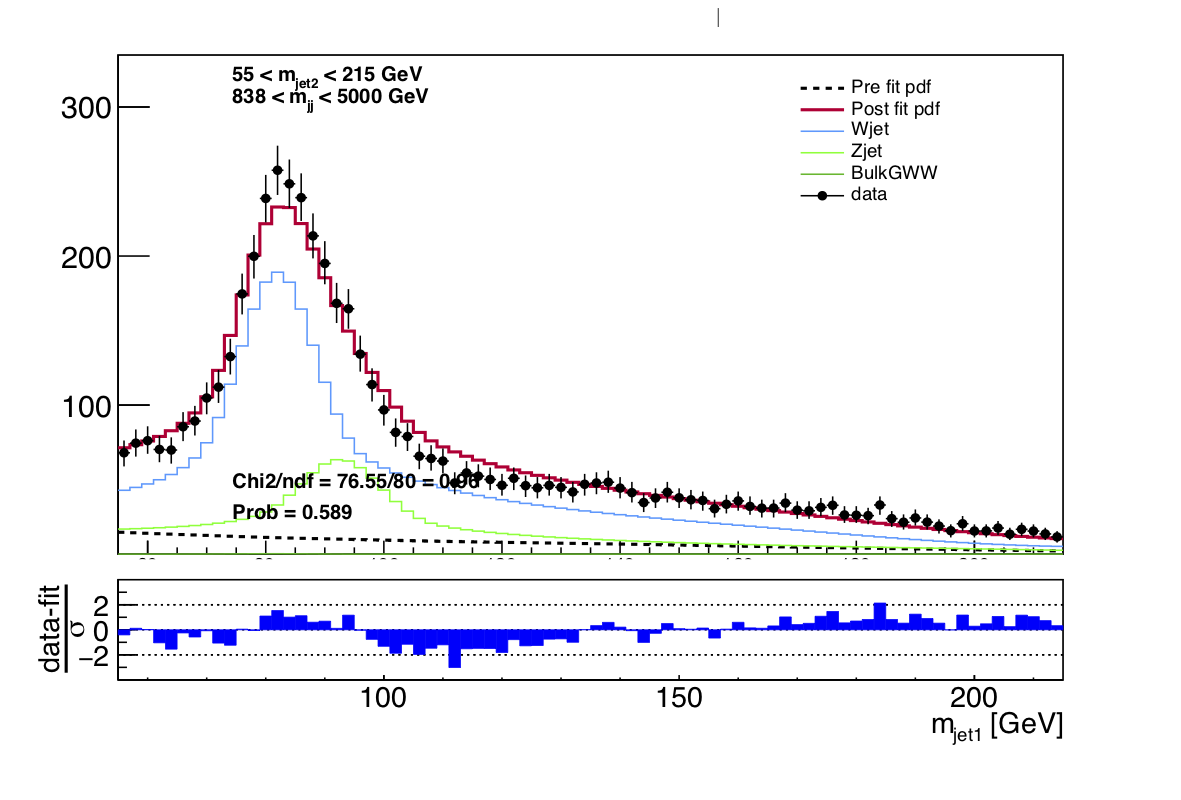 55 < mjet2 < 215 GeV
838 < mjj < 5000 GeV
Pre fit pdf
Post fit pdf
Wjet
Zjet
BulkGWW
data
300
200
100
Chi2/ndf = 76.55/80 = 0.96
Prob = 0.589
data-fit
σ
2
0
−2
100
150
200
mjet1 [GeV]